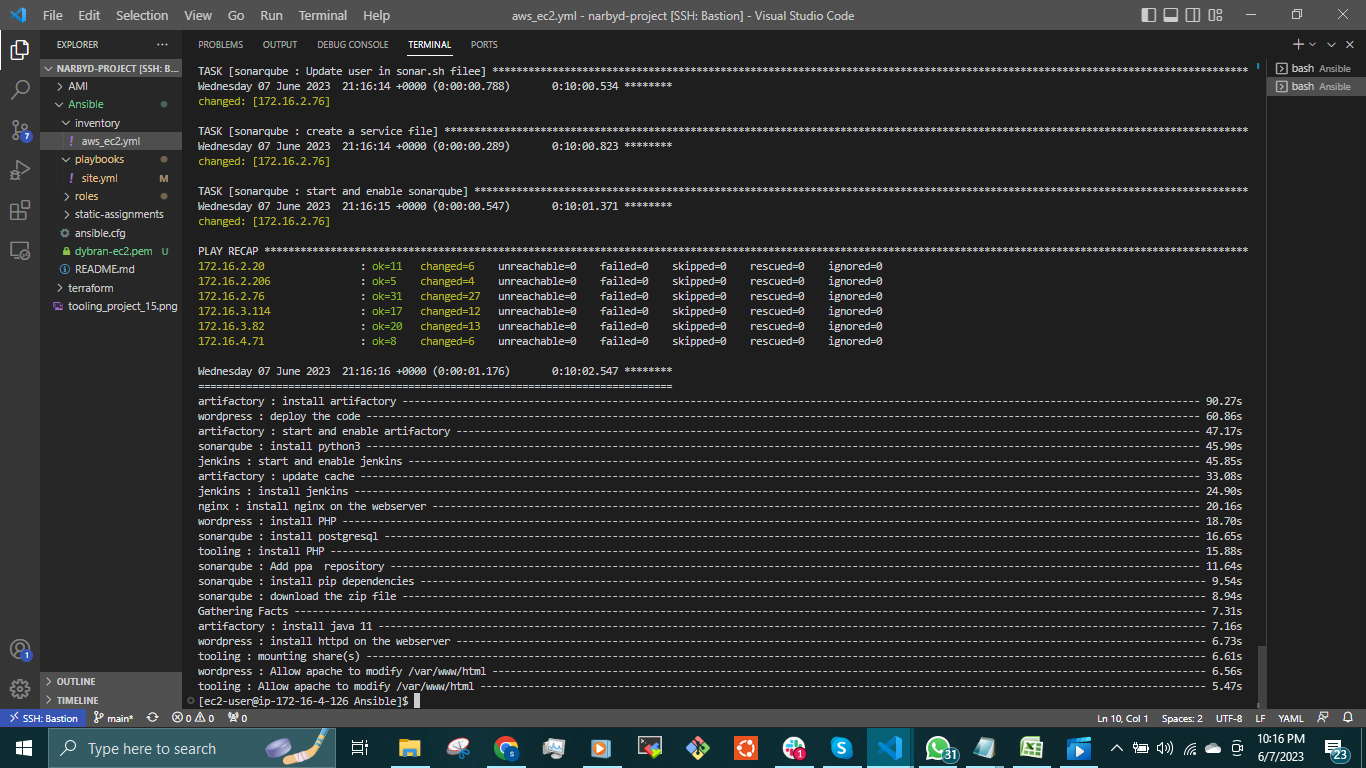 File Edit Selection View Go Run Terminal Help aws_ec2.yml - narbyd-project [SSH: Bastion] - Visual Studio Code
EXPLORER ···
NARBYD-PROJECT [SSH: B...
AMI
Ansible
inventory
! aws_ec2.yml
playbooks
! site.yml M
roles
static-assignments
ansible.cfg
dybran-ec2.pem U
README.md
terraform
tooling_project_15.png
OUTLINE
TIMELINE
7
1
PROBLEMS OUTPUT DEBUG CONSOLE TERMINAL PORTS
bash Ansible
bash Ansible
TASK [sonarqube : Update user in sonar.sh filee] ******************************
Wednesday 07 June 2023 21:16:14 +0000 (0:00:00.788) 0:10:00.534 ********
changed: [172.16.2.76]
TASK [sonarqube : create a service file] ******************************
Wednesday 07 June 2023 21:16:14 +0000 (0:00:00.289) 0:10:00.823 ********
changed: [172.16.2.76]
TASK [sonarqube : start and enable sonarqube] ******************************
Wednesday 07 June 2023 21:16:15 +0000 (0:00:00.547) 0:10:01.371 ********
changed: [172.16.2.76]
PLAY RECAP ******************************
172.16.2.20 : ok=11 changed=6 unreachable=0 failed=0 skipped=0 rescued=0 ignored=0
172.16.2.206 : ok=5 changed=4 unreachable=0 failed=0 skipped=0 rescued=0 ignored=0
172.16.2.76 : ok=31 changed=27 unreachable=0 failed=0 skipped=0 rescued=0 ignored=0
172.16.3.114 : ok=17 changed=12 unreachable=0 failed=0 skipped=0 rescued=0 ignored=0
172.16.3.82 : ok=20 changed=13 unreachable=0 failed=0 skipped=0 rescued=0 ignored=0
172.16.4.71 : ok=8 changed=6 unreachable=0 failed=0 skipped=0 rescued=0 ignored=0
Wednesday 07 June 2023 21:16:16 +0000 (0:00:01.176) 0:10:02.547 ********
===============================================================================
artifactory : install artifactory ------------------------------ 90.27s
wordpress : deploy the code ------------------------------ 60.86s
artifactory : start and enable artifactory ------------------------------ 47.17s
sonarqube : install python3 ------------------------------ 45.90s
jenkins : start and enable jenkins ------------------------------ 45.85s
artifactory : update cache ------------------------------ 33.08s
jenkins : install jenkins ------------------------------ 24.90s
nginx : install nginx on the webserver ------------------------------ 20.16s
wordpress : install PHP ------------------------------ 18.70s
sonarqube : install postgresql ------------------------------ 16.65s
tooling : install PHP ------------------------------ 15.88s
sonarqube : Add ppa repository ------------------------------ 11.64s
sonarqube : install pip dependencies ------------------------------ 9.54s
sonarqube : download the zip file ------------------------------ 8.94s
Gathering Facts ------------------------------ 7.31s
artifactory : install java 11 ------------------------------ 7.16s
wordpress : install httpd on the webserver ------------------------------ 6.73s
tooling : mounting share(s) ------------------------------ 6.61s
wordpress : Allow apache to modify /var/www/html ------------------------------ 6.56s
tooling : Allow apache to modify /var/www/html ------------------------------ 5.47s
[ec2-user@ip-172-16-4-126 Ansible]$
SSH: Bastion main* 0 0 0 Ln 10, Col 1 Spaces: 2 UTF-8 LF YAML
Type here to search 1 31 10:16 PM
6/7/2023 23